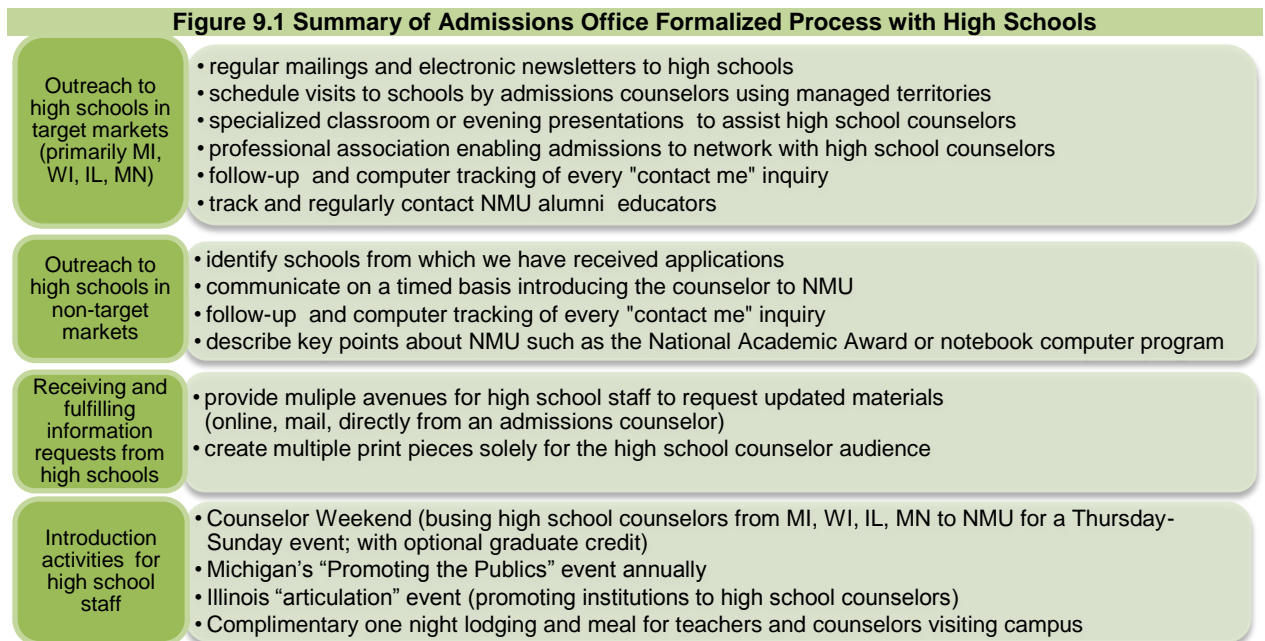 Figure 9.1 Summary of Admissions Office Formalized Process with High Schools
Outreach to
high schools in
target markets
(primarily MI,
WI, IL, MN)
• regular mailings and electronic newsletters to high schools
• schedule visits to schools by admissions counselors using managed territories
• specialized classroom or evening presentations to assist high school counselors
• professional association enabling admissions to network with high school counselors
• follow-up and computer tracking of every "contact me" inquiry
• track and regularly contact NMU alumni educators
Outreach to
high schools in
non-target
markets
• identify schools from which we have received applications
• communicate on a timed basis introducing the counselor to NMU
• follow-up and computer tracking of every "contact me" inquiry
• describe key points about NMU such as the National Academic Award or notebook computer program
Receiving and
fulfilling
information
requests from
high schools
• provide muliple avenues for high school staff to request updated materials
(online, mail, directly from an admissions counselor)
• create multiple print pieces solely for the high school counselor audience
Introduction
activities for
high school
staff
• Counselor Weekend (busing high school counselors from MI, WI, IL, MN to NMU for a Thursday-
Sunday event; with optional graduate credit)
• Michigan's “Promoting the Publics” event annually
• Illinois “articulation” event (promoting institutions to high school counselors)
• Complimentary one night lodging and meal for teachers and counselors visiting campus